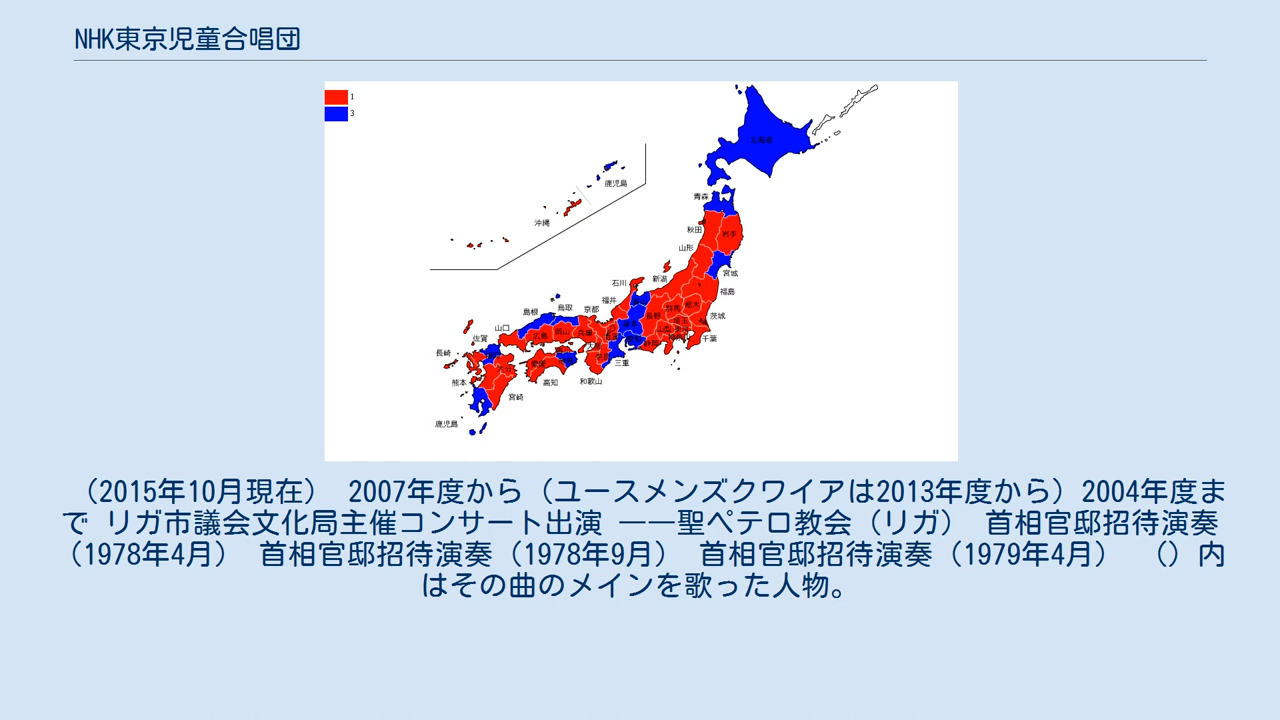 NHK東京児童合唱団
1
3
北海道
鹿児島
青森
沖縄
秋田
岩手
山形
宮城
石川
新潟
福島
福井
鳥取
京都
島根
群馬
栃木
長野
茨城
山口
広島
岡山
兵庫
佐賀
千葉
静岡
長崎
三重
熊本
高知
和歌山
宮崎
鹿児島
（2015年10月現在） 2007年度から（ユースメンズクワイアは2013年度から）2004年度ま
で リガ市議会文化局主催コンサート出演 ――聖ペテロ教会（リガ） 首相官邸招待演奏
（1978年4月） 首相官邸招待演奏（1978年9月） 首相官邸招待演奏（1979年4月） （）内
はその曲のメインを歌った人物。